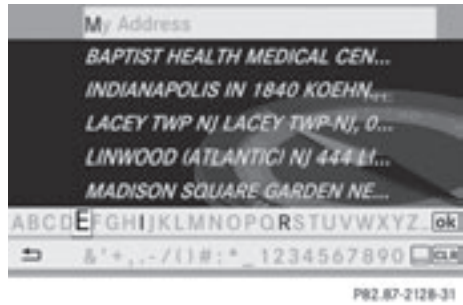 My Address
BAPTIST HEALTH MEDICAL CEN...
INDIANAPOLIS IN 1840 KOEHN...
LACEY TWP NJ LACEY TWP NJ, 0...
LINWOOD (ATLANTIC) NJ 444 LI...
MADISON SQUARE GARDEN NE...
ABCDEFGHIJKLMNOPQRSTUVWXYZ ok
&'+,.-/()#:*_1234567890 CLR
P82.87-2128-31